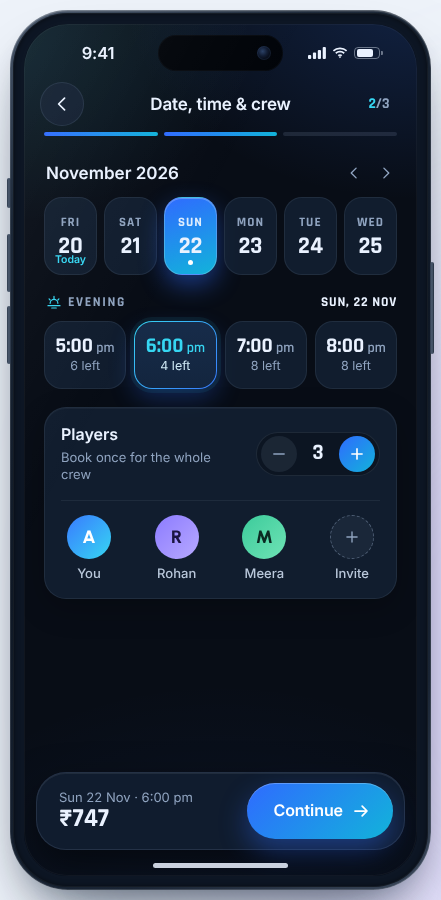 9:41
Date, time & crew
2/3
November 2026
FRI SAT SUN MON TUE WED
20 21 22 23 24 25
Today
EVENING
SUN, 22 NOV
5:00 pm 6:00 pm 7:00 pm 8:00 pm
6 left 4 left 8 left 8 left
Players
Book once for the whole
crew
− 3 +
A R M +
You Rohan Meera Invite
Sun 22 Nov · 6:00 pm
₹747
Continue →